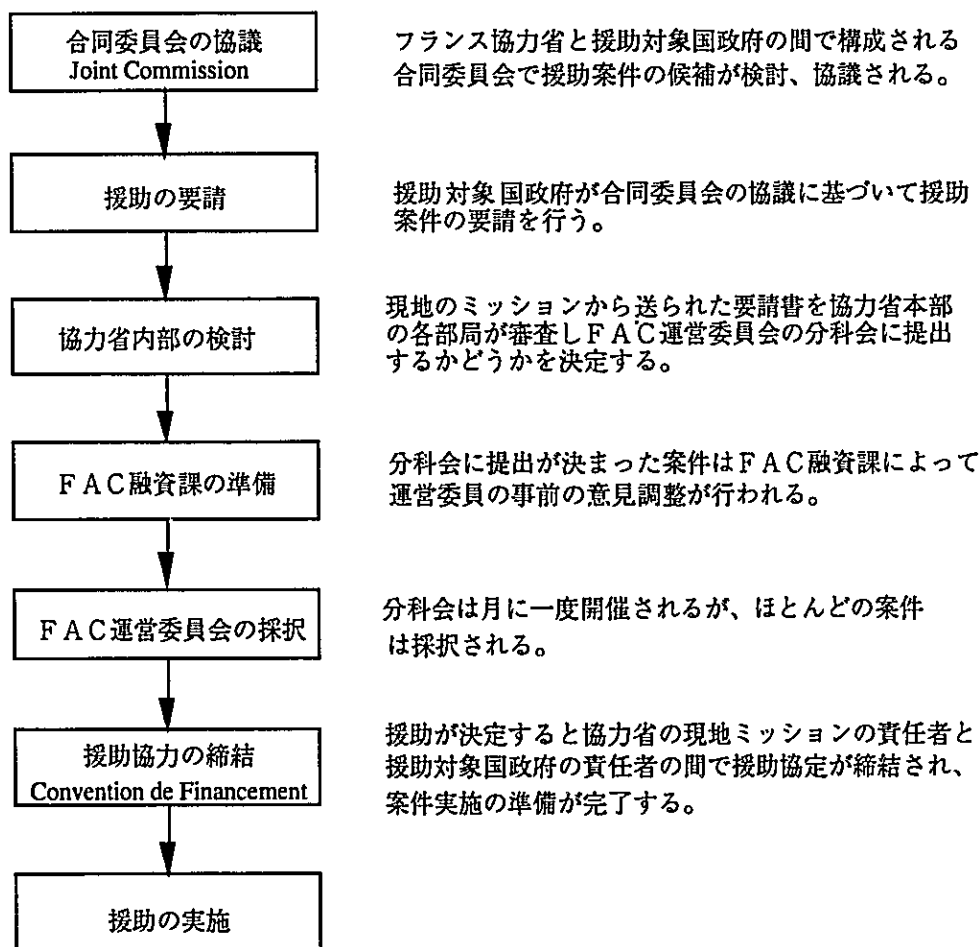 合同委員会の協議
Joint Commission
フランス協力省と援助対象国政府の間で構成される
合同委員会で援助案件の候補が検討、協議される。
援助の要請
援助対象国政府が合同委員会の協議に基づいて援助
案件の要請を行う。
協力省内部の検討
現地のミッションから送られた要請書を協力省本部
の各部局が審査しＦＡＣ運営委員会の分科会に提出
するかどうかを決定する。
ＦＡＣ融資課の準備
分科会に提出が決まった案件はＦＡＣ融資課によって
運営委員の事前の意見調整が行われる。
ＦＡＣ運営委員会の採択
分科会は月に一度開催されるが、ほとんどの案件
は採択される。
援助協力の締結
Convention de Financement
援助が決定すると協力省の現地ミッションの責任者と
援助対象国政府の責任者の間で援助協定が締結され、
案件実施の準備が完了する。
援助の実施